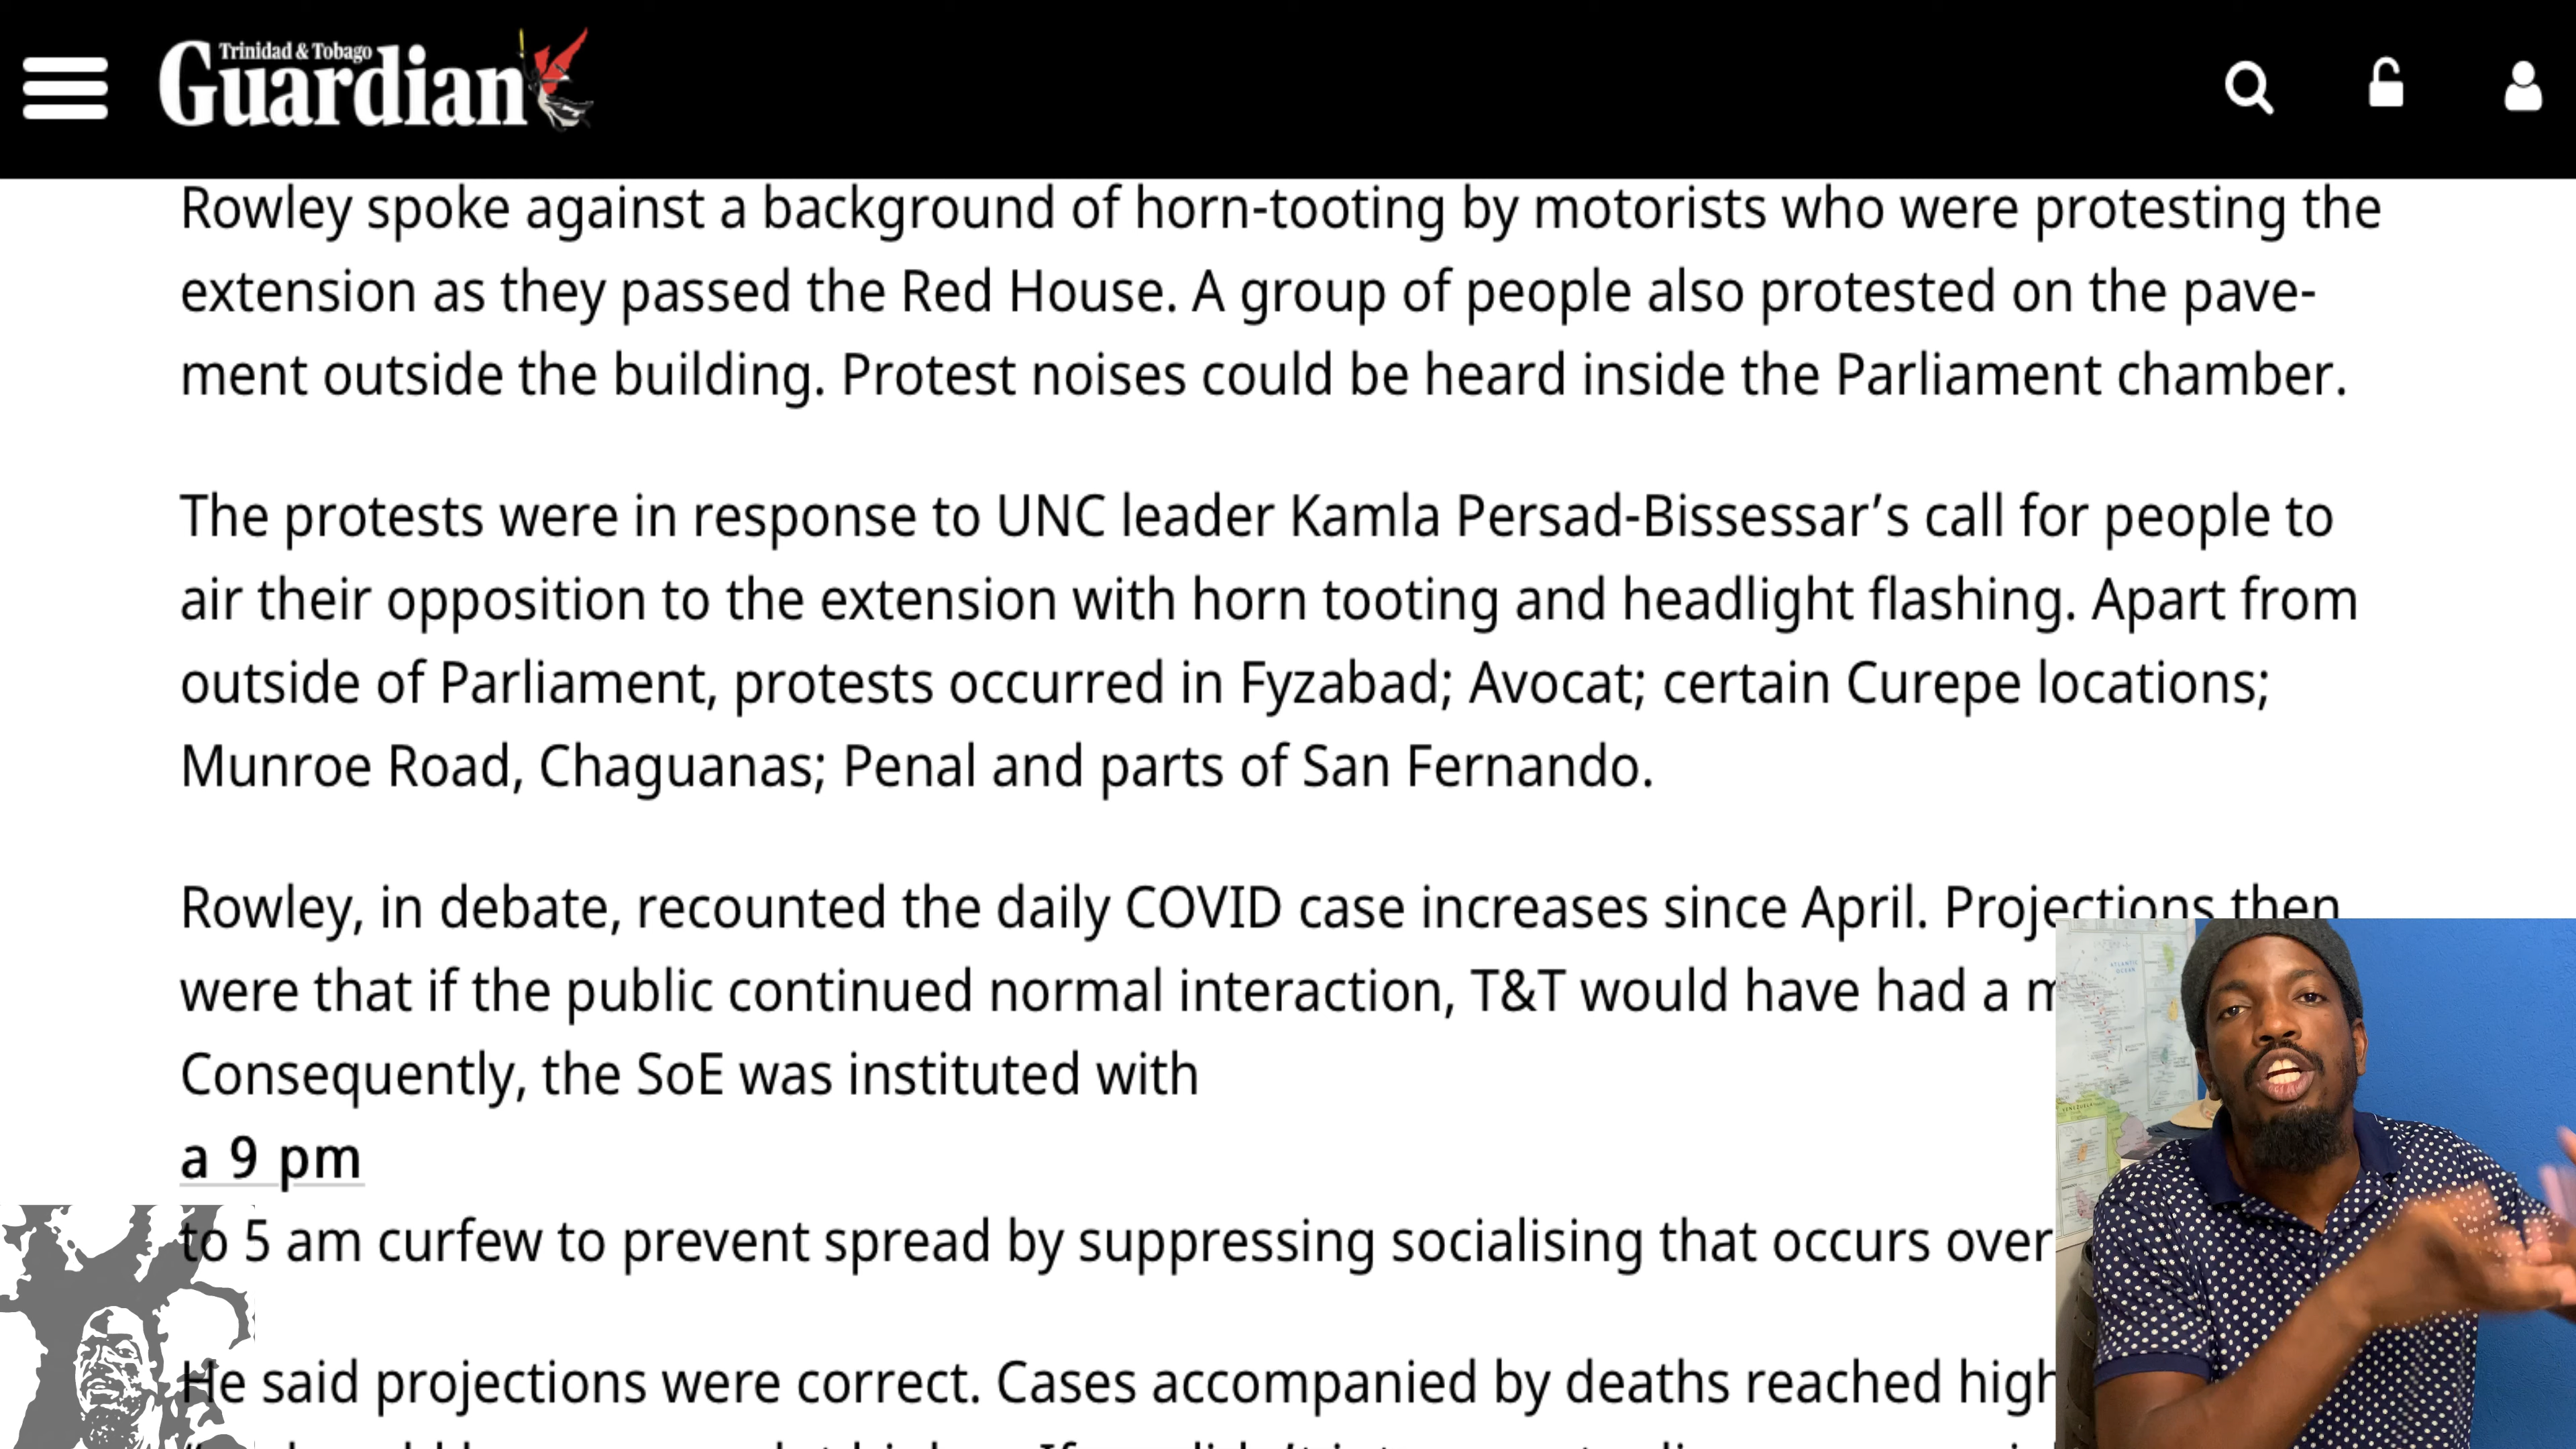 Trinidad & Tobago
Guardian
Rowley spoke against a background of horn-tooting by motorists who were protesting the
extension as they passed the Red House. A group of people also protested on the pave-
ment outside the building. Protest noises could be heard inside the Parliament chamber.
The protests were in response to UNC leader Kamla Persad-Bissessar’s call for people to
air their opposition to the extension with horn tooting and headlight flashing. Apart from
outside of Parliament, protests occurred in Fyzabad; Avocat; certain Curepe locations;
Munroe Road, Chaguanas; Penal and parts of San Fernando.
Rowley, in debate, recounted the daily COVID case increases since April. Projections then
were that if the public continued normal interaction, T&T would have had a
Consequently, the SoE was instituted with
a 9 pm
to 5 am curfew to prevent spread by suppressing socialising that occurs over
He said projections were correct. Cases accompanied by deaths reached high
ATLANTIC
OCEAN
VENEZUELA